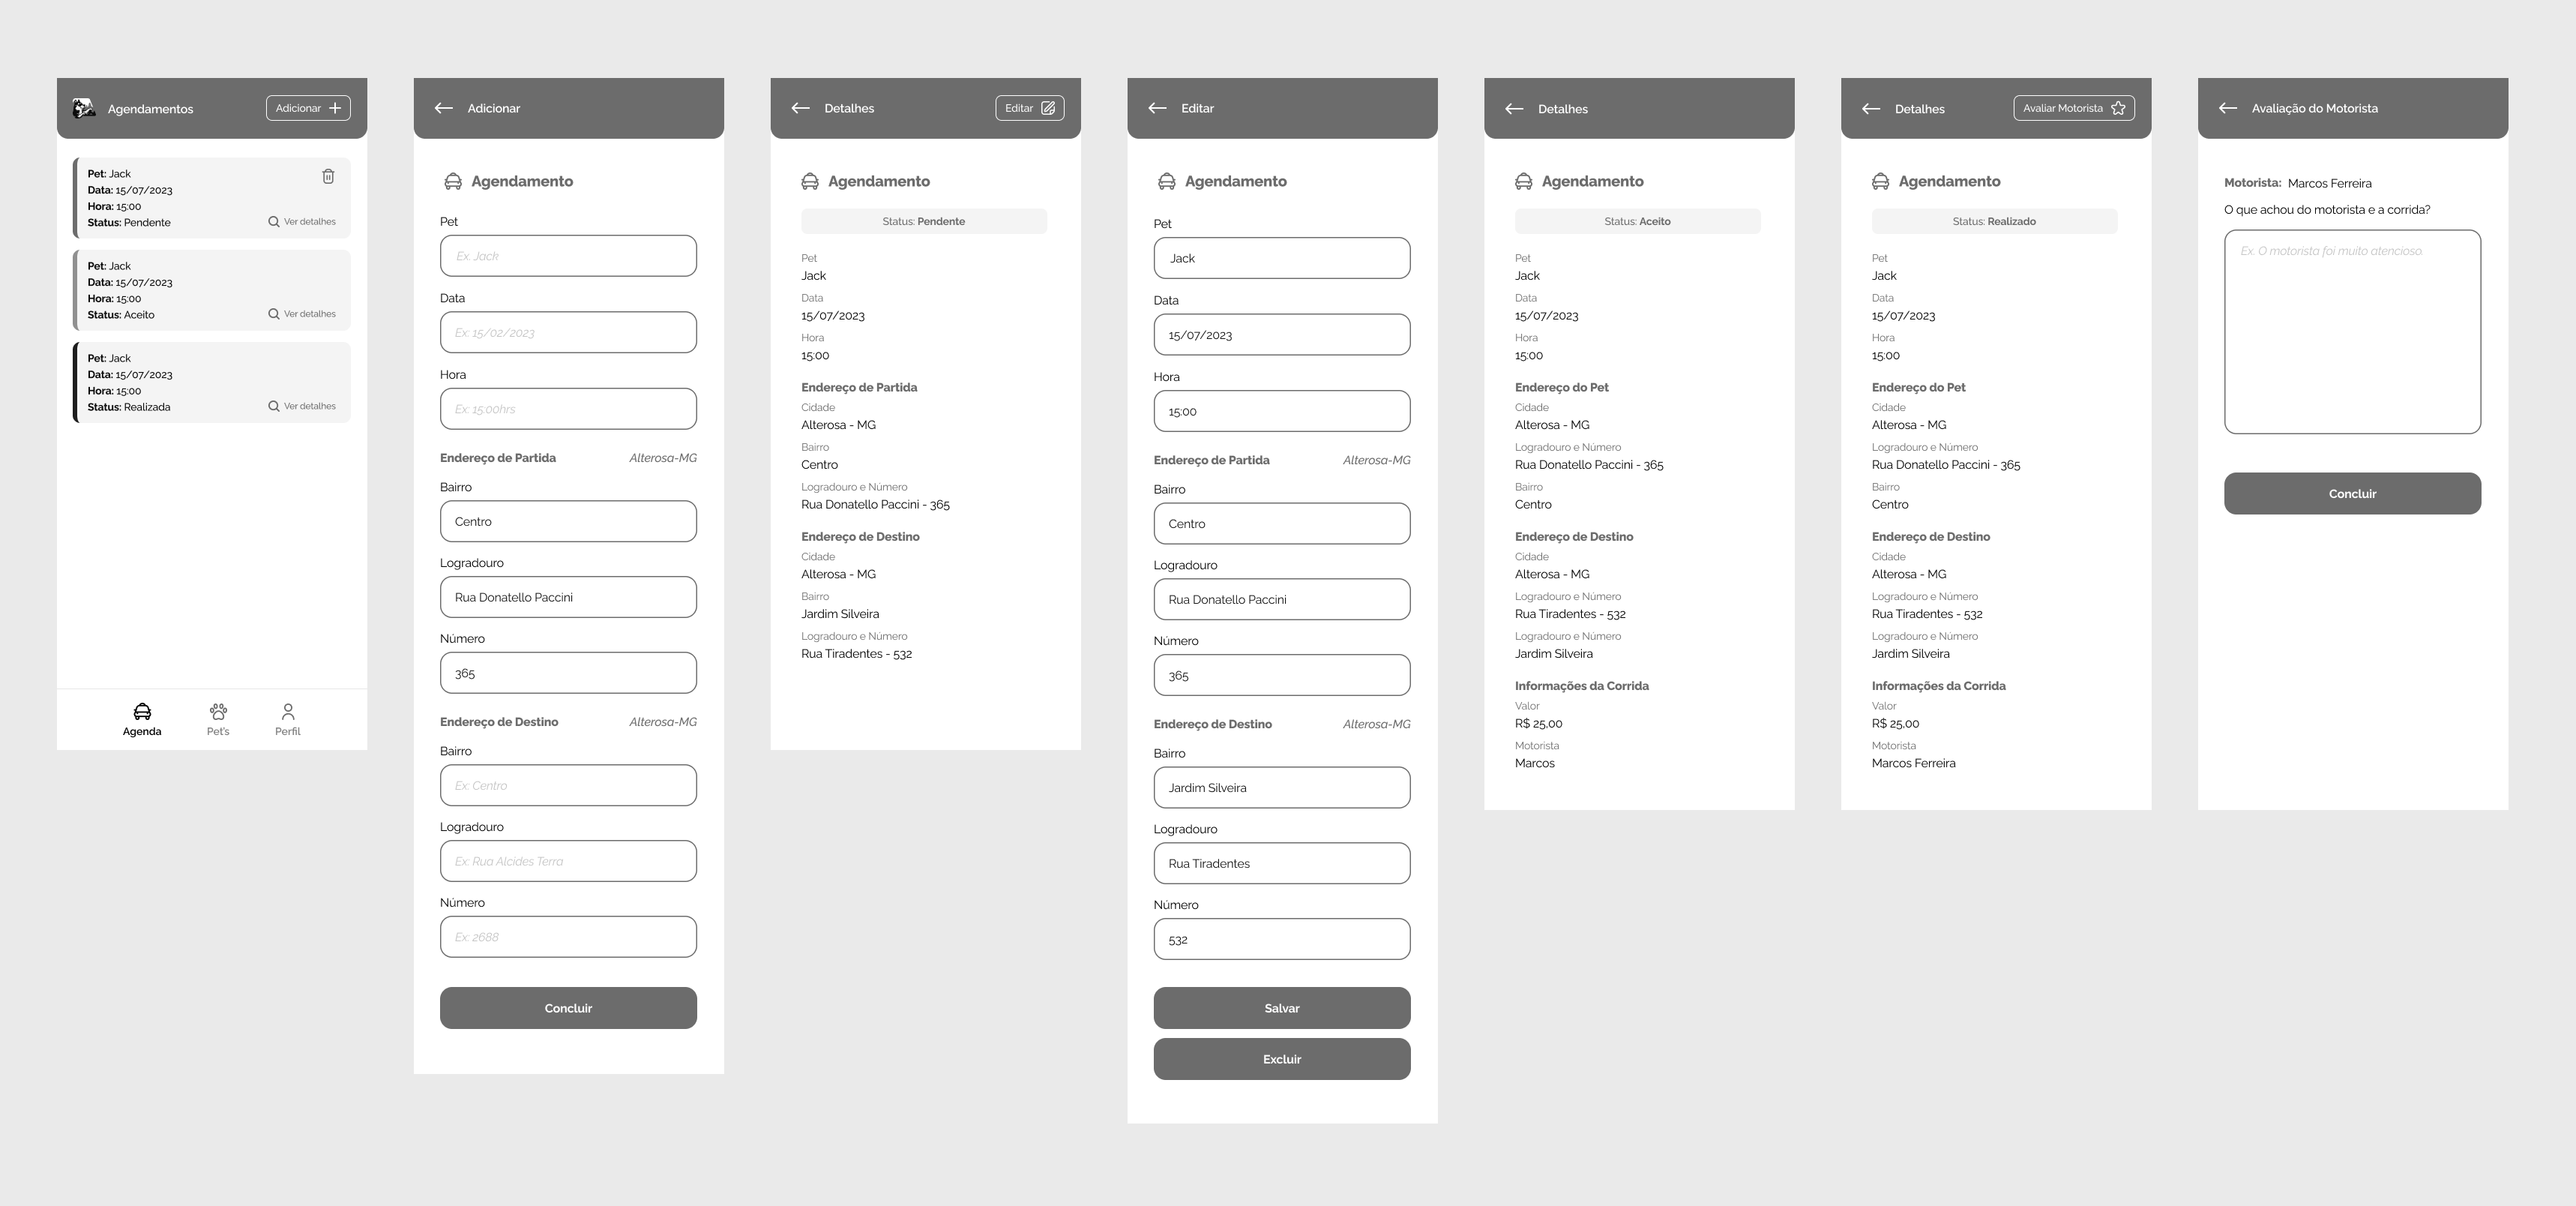 Agendamentos
Adicionar
Pet: Jack
Data: 15/07/2023
Hora: 15:00
Status: Pendente
Ver detalhes
Pet: Jack
Data: 15/07/2023
Hora: 15:00
Status: Aceito
Ver detalhes
Pet: Jack
Data: 15/07/2023
Hora: 15:00
Status: Realizada
Ver detalhes
Agenda
Pet's
Perfil
Adicionar
Agendamento
Pet
Ex. Jack
Data
Ex: 15/02/2023
Hora
Ex: 15:00hrs
Endereço de Partida
Alterosa-MG
Bairro
Centro
Logradouro
Rua Donatello Paccini
Número
365
Endereço de Destino
Alterosa-MG
Bairro
Ex: Centro
Logradouro
Ex: Rua Alcides Terra
Número
Ex: 2688
Concluir
Detalhes
Editar
Agendamento
Status: Pendente
Pet
Jack
Data
15/07/2023
Hora
15:00
Endereço de Partida
Cidade
Alterosa - MG
Bairro
Centro
Logradouro e Número
Rua Donatello Paccini - 365
Endereço de Destino
Cidade
Alterosa - MG
Bairro
Jardim Silveira
Logradouro e Número
Rua Tiradentes - 532
Editar
Agendamento
Pet
Jack
Data
15/07/2023
Hora
15:00
Endereço de Partida
Alterosa-MG
Bairro
Centro
Logradouro
Rua Donatello Paccini
Número
365
Endereço de Destino
Alterosa-MG
Bairro
Jardim Silveira
Logradouro
Rua Tiradentes
Número
532
Salvar
Excluir
Detalhes
Agendamento
Status: Aceito
Pet
Jack
Data
15/07/2023
Hora
15:00
Endereço do Pet
Cidade
Alterosa - MG
Logradouro e Número
Rua Donatello Paccini - 365
Bairro
Centro
Endereço de Destino
Cidade
Alterosa - MG
Logradouro e Número
Rua Tiradentes - 532
Logradouro e Número
Jardim Silveira
Informações da Corrida
Valor
R$ 25,00
Motorista
Marcos
Detalhes
Avaliar Motorista
Agendamento
Status: Realizado
Pet
Jack
Data
15/07/2023
Hora
15:00
Endereço do Pet
Cidade
Alterosa - MG
Logradouro e Número
Rua Donatello Paccini - 365
Bairro
Centro
Endereço de Destino
Cidade
Alterosa - MG
Logradouro e Número
Rua Tiradentes - 532
Logradouro e Número
Jardim Silveira
Informações da Corrida
Valor
R$ 25,00
Motorista
Marcos Ferreira
Avaliação do Motorista
Motorista: Marcos Ferreira
O que achou do motorista e a corrida?
Ex. O motorista foi muito atencioso.
Concluir